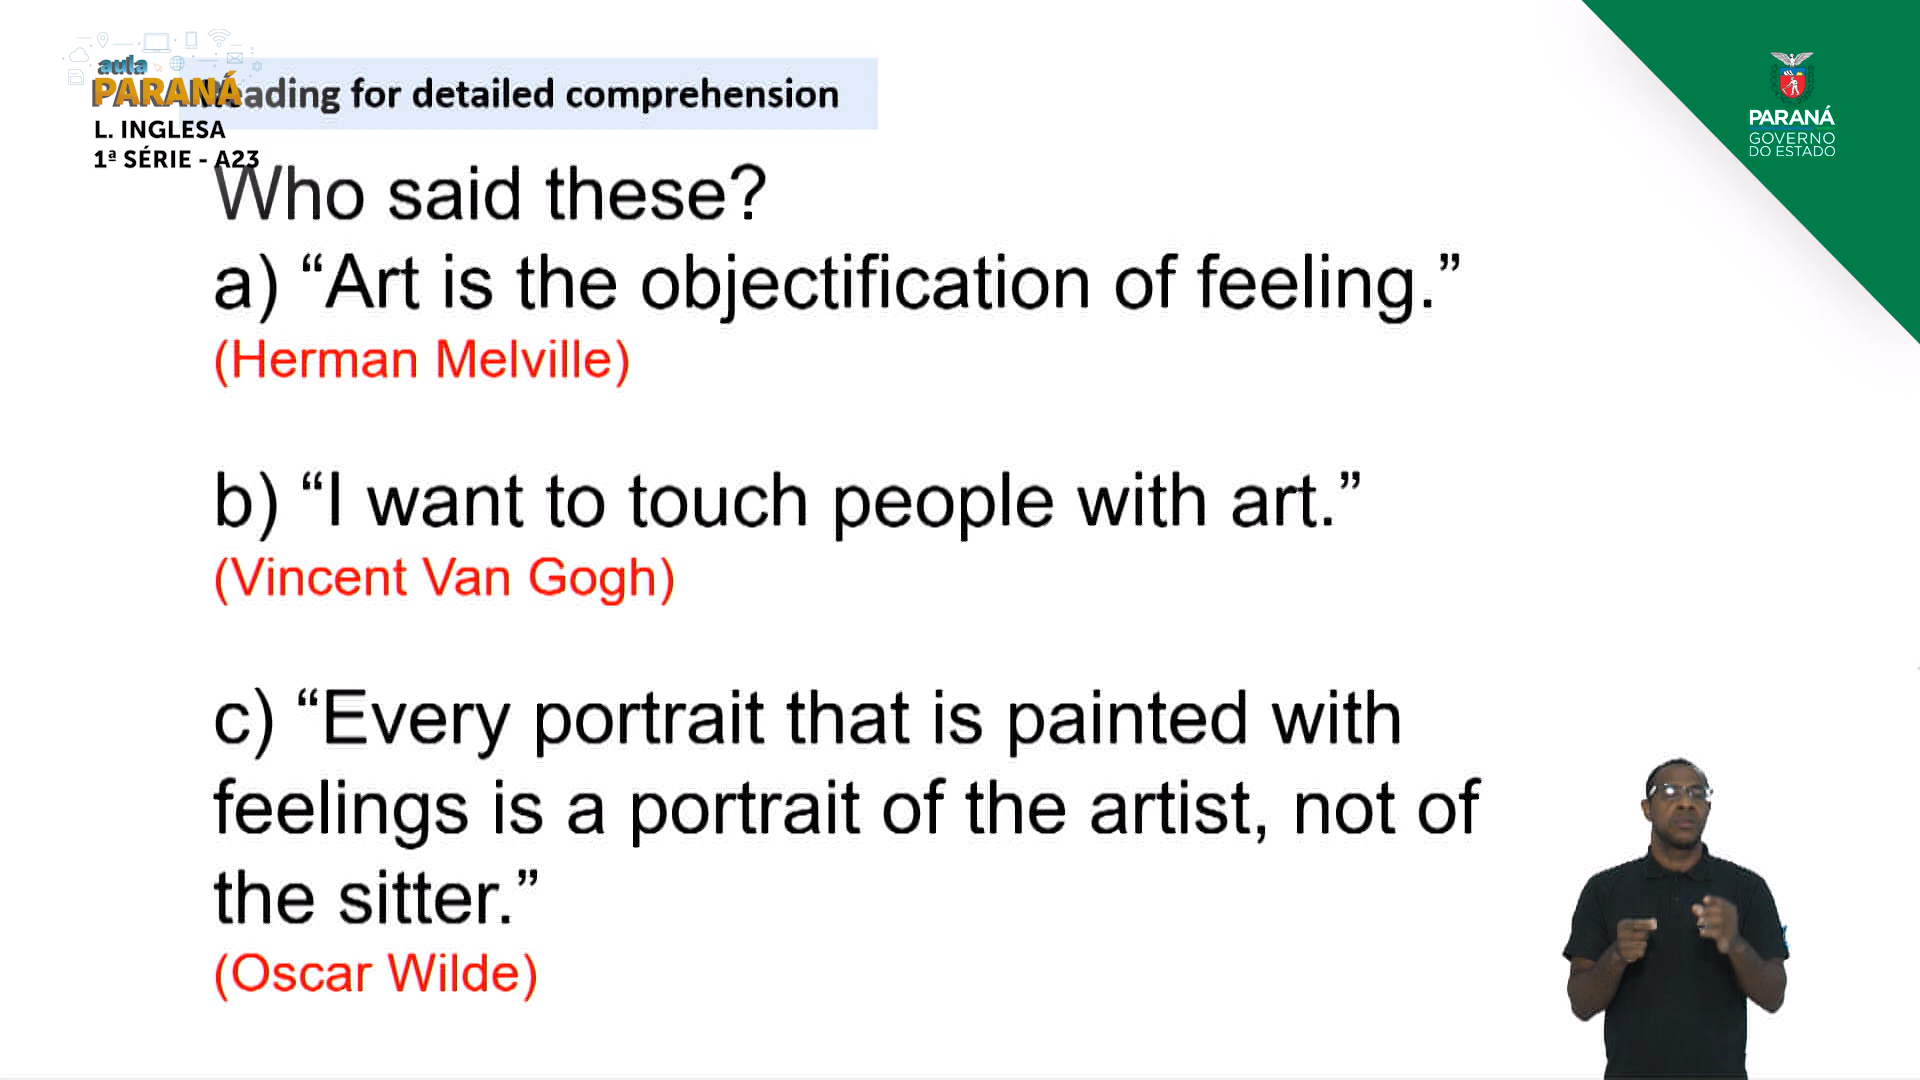 aula
PARANÁ
Reading for detailed comprehension
L. INGLESA
1ª SÉRIE - A23
PARANÁ
GOVERNO
DO ESTADO
Who said these?
a) “Art is the objectification of feeling.”
(Herman Melville)
b) “I want to touch people with art.”
(Vincent Van Gogh)
c) “Every portrait that is painted with
feelings is a portrait of the artist, not of
the sitter.”
(Oscar Wilde)